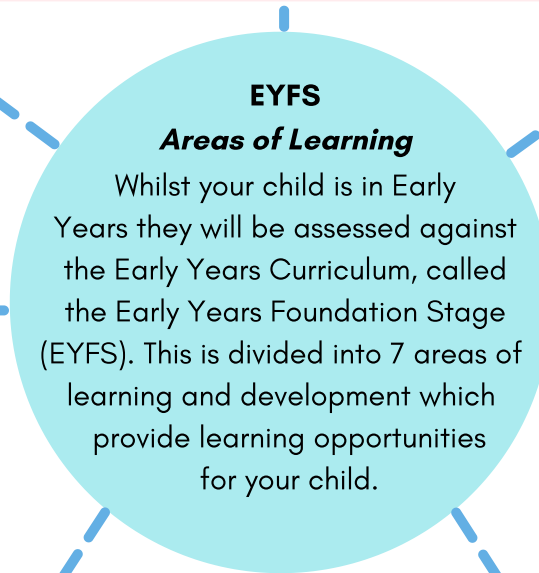 EYFS
Areas of Learning
Whilst your child is in Early
Years they will be assessed against
the Early Years Curriculum, called
the Early Years Foundation Stage
(EYFS). This is divided into 7 areas of
learning and development which
provide learning opportunities
for your child.